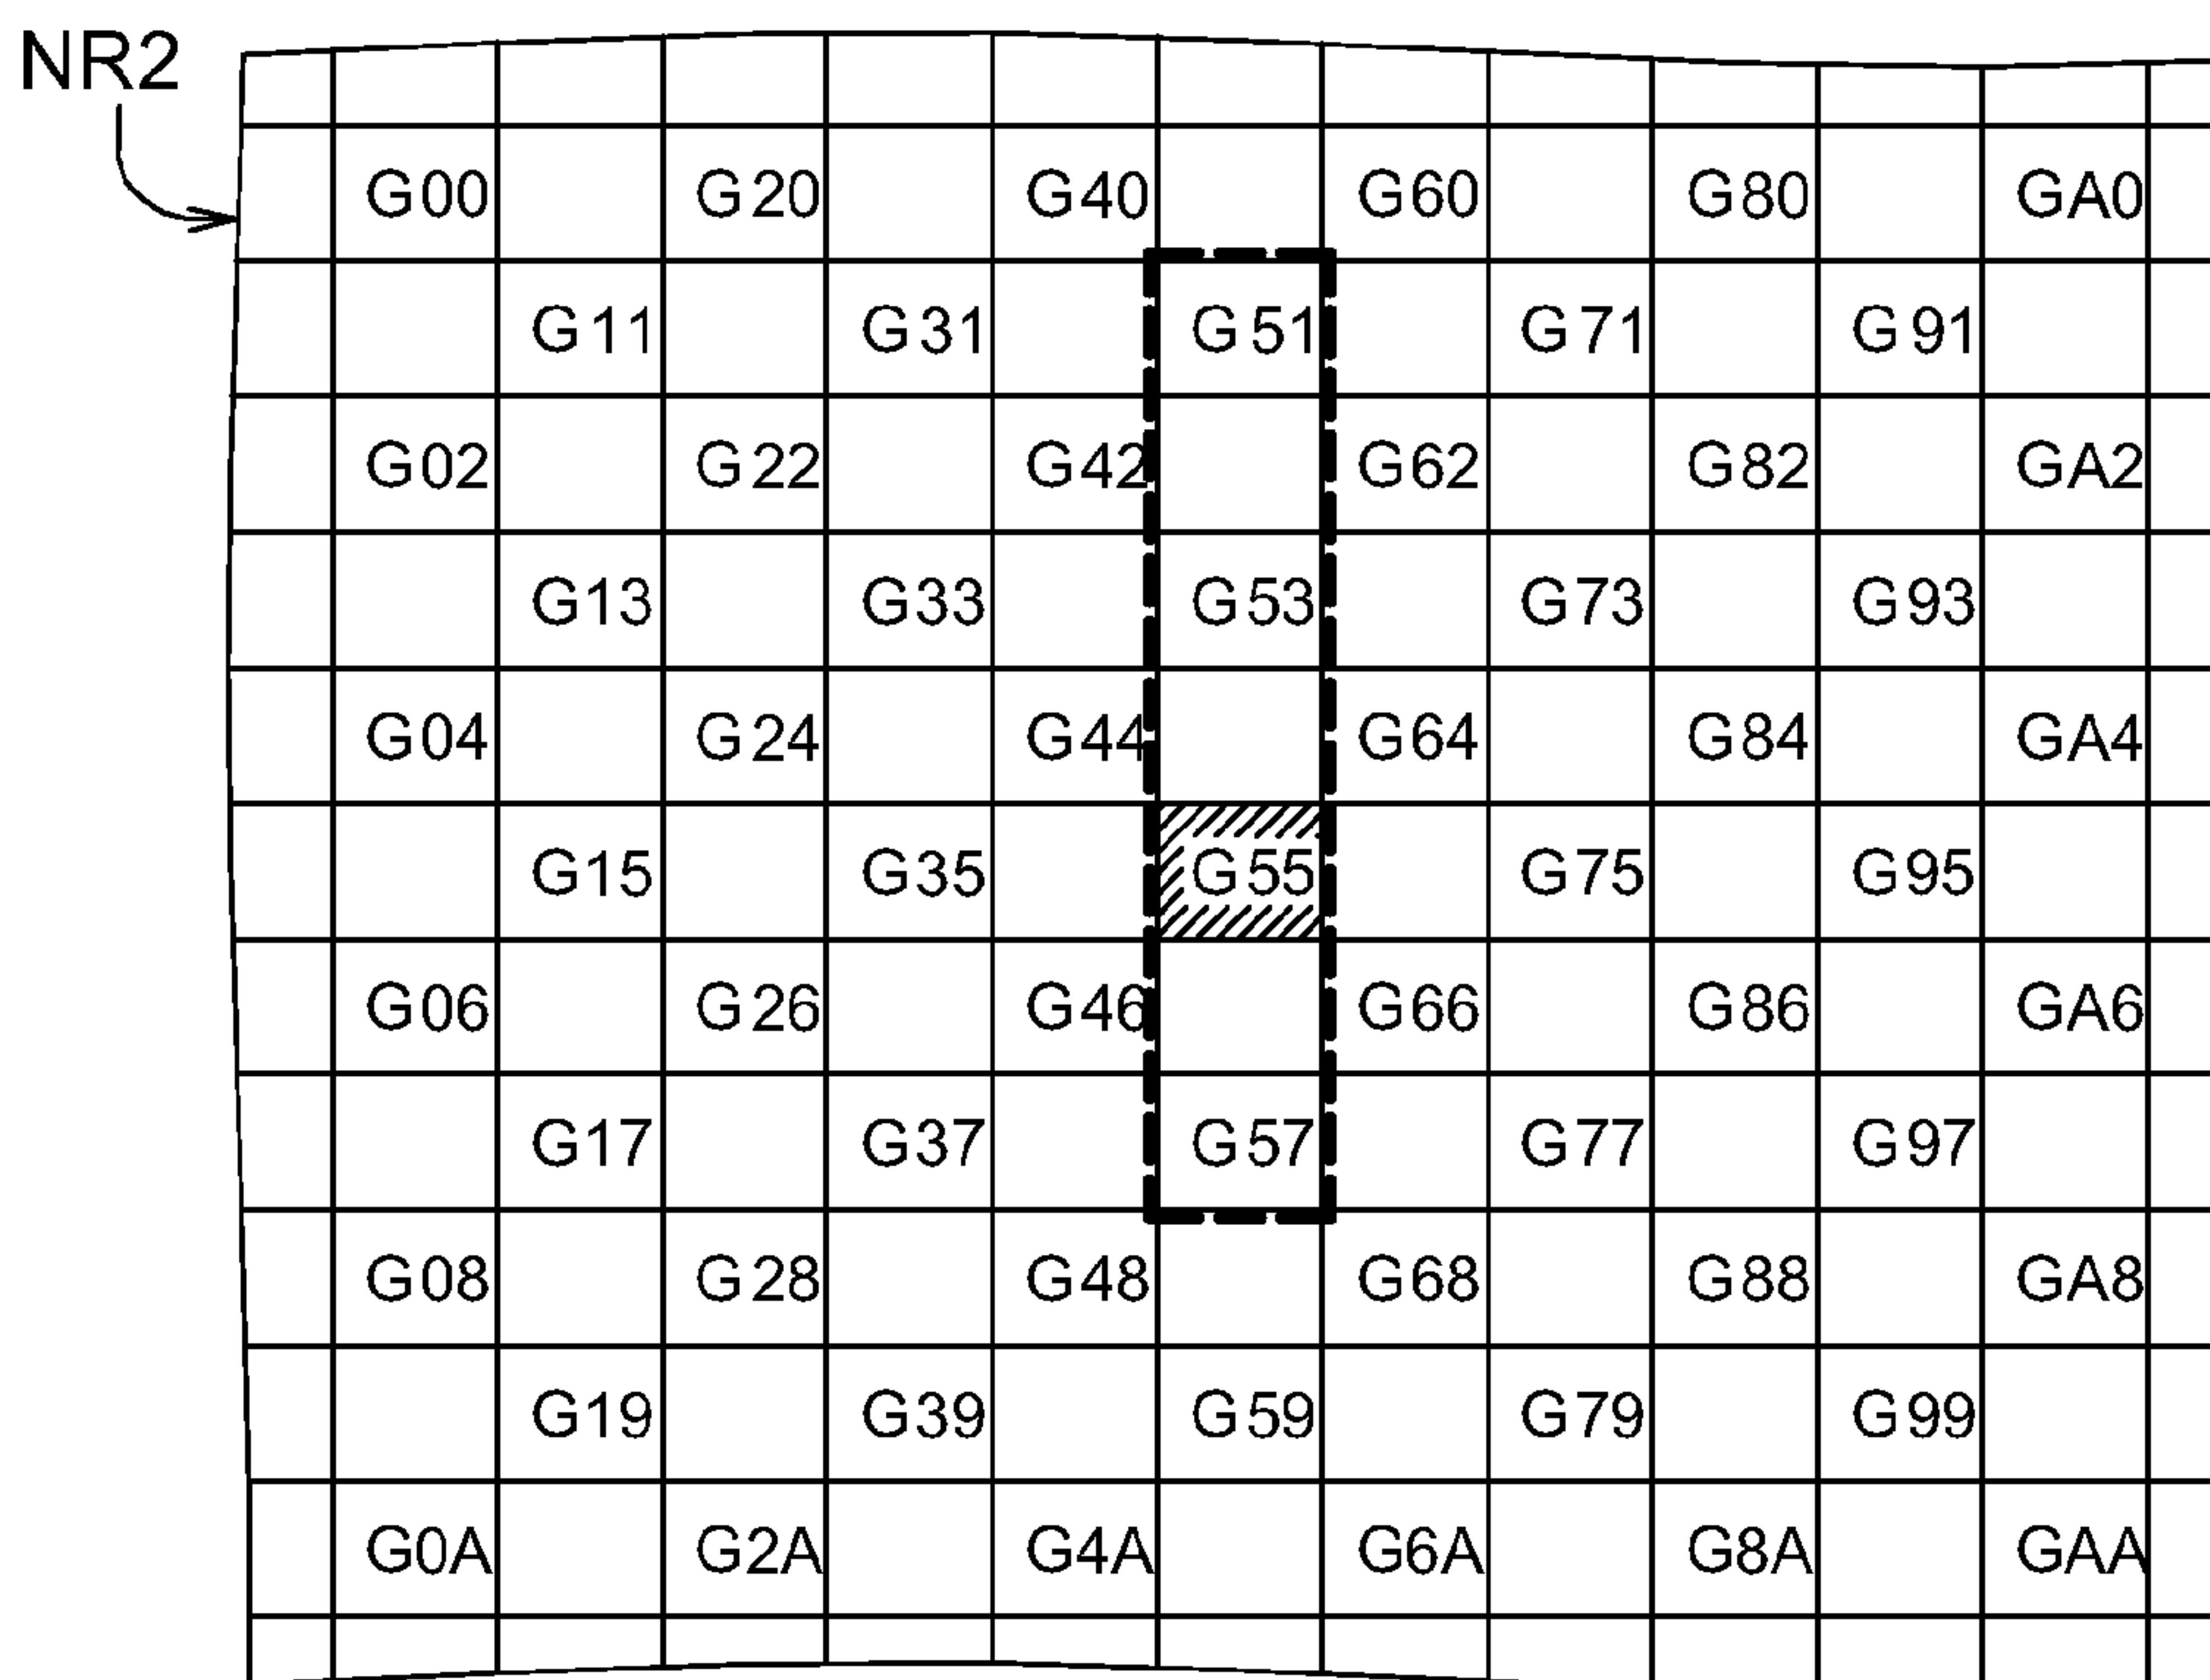 NR2
G00 G20 G40 G60 G80 GA0
G11 G31 G51 G71 G91
G02 G22 G42 G62 G82 GA2
G13 G33 G53 G73 G93
G04 G24 G44 G64 G84 GA4
G15 G35 G55 G75 G95
G06 G26 G46 G66 G86 GA6
G17 G37 G57 G77 G97
G08 G28 G48 G68 G88 GA8
G19 G39 G59 G79 G99
G0A G2A G4A G6A G8A GAA